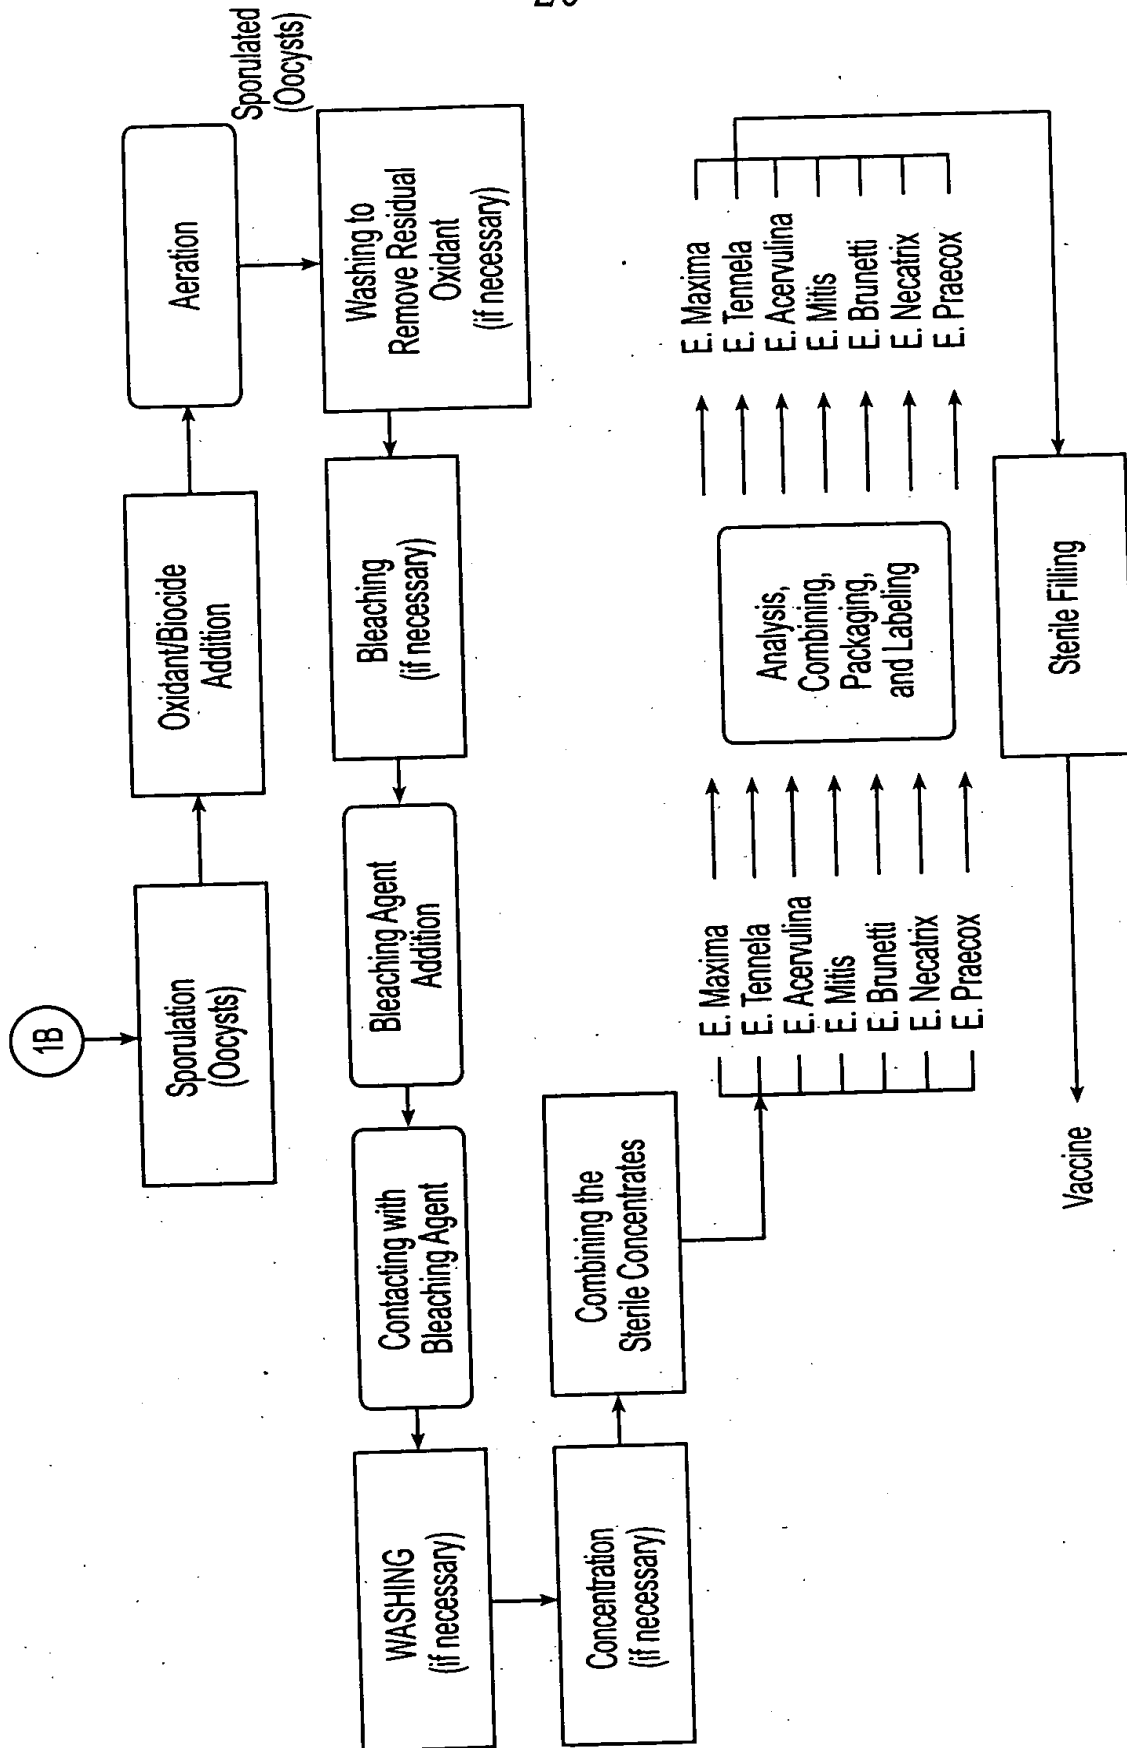 1B
Sporulation
(Oocysts)
Oxidant/Biocide
Addition
Aeration
Sporulated
(Oocysts)
Washing to
Remove Residual
Oxidant
(if necessary)
Bleaching
(if necessary)
Bleaching Agent
Addition
Contacting with
Bleaching Agent
WASHING
(if necessary)
Concentration
(if necessary)
Combining the
Sterile Concentrates
E. Maxima
E. Tennela
E. Acervulina
E. Mitis
E. Brunetti
E. Necatrix
E. Praecox
Analysis,
Combining,
Packaging,
and Labeling
E. Maxima
E. Tennela
E. Acervulina
E. Mitis
E. Brunetti
E. Necatrix
E. Praecox
Sterile Filling
Vaccine